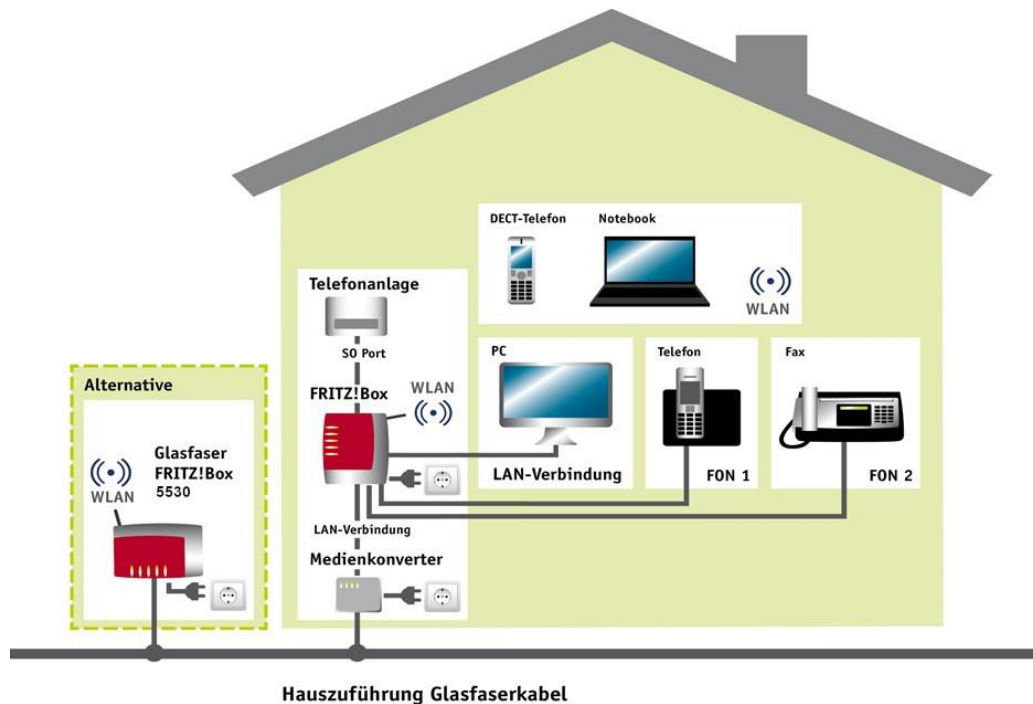 DECT-Telefon
Notebook
WLAN
Telefonanlage
SO Port
FRITZ!Box
WLAN
PC
LAN-Verbindung
Telefon
FON 1
Fax
FON 2
LAN-Verbindung
Medienkonverter
Alternative
Glasfaser
FRITZ!Box
5530
WLAN
Hauszuführung Glasfaserkabel